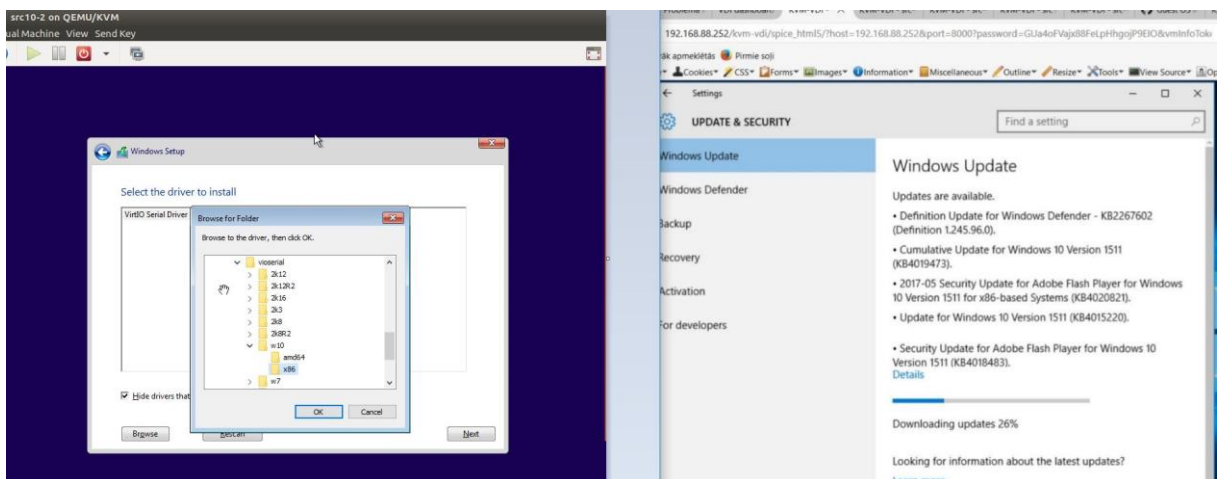 src10-2 on QEMU/KVM
ual Machine View Send Key
Windows Setup
Select the driver to install
VirtIO Serial Driver
Browse for Folder
Browse to the driver, then click OK.
vioserial
2k12
2k12R2
2k16
2k3
2k8
2k8R2
w10
amd64
x86
w7
Hide drivers that
OK
Cancel
Browse
Rescan
Next
192.168.88.252/kvm-vdi/spice_html5/?host=192.168.88.252&port=8000?password=GUa4oFVajx88FeLpHhgojP9EIO&vmInfoToke
āk apmeklētās Pirmie soļi
Cookies CSS Forms Images Information Miscellaneous Outline Resize Tools View Source Op
Settings
UPDATE & SECURITY
Find a setting
Windows Update
Windows Defender
Backup
Recovery
Activation
For developers
Windows Update
Updates are available.
• Definition Update for Windows Defender - KB2267602
(Definition 1.245.96.0).
• Cumulative Update for Windows 10 Version 1511
(KB4019473).
• 2017-05 Security Update for Adobe Flash Player for Windows
10 Version 1511 for x86-based Systems (KB4020821).
• Update for Windows 10 Version 1511 (KB4015220).
• Security Update for Adobe Flash Player for Windows 10
Version 1511 (KB4018483).
Details
Downloading updates 26%
Looking for information about the latest updates?